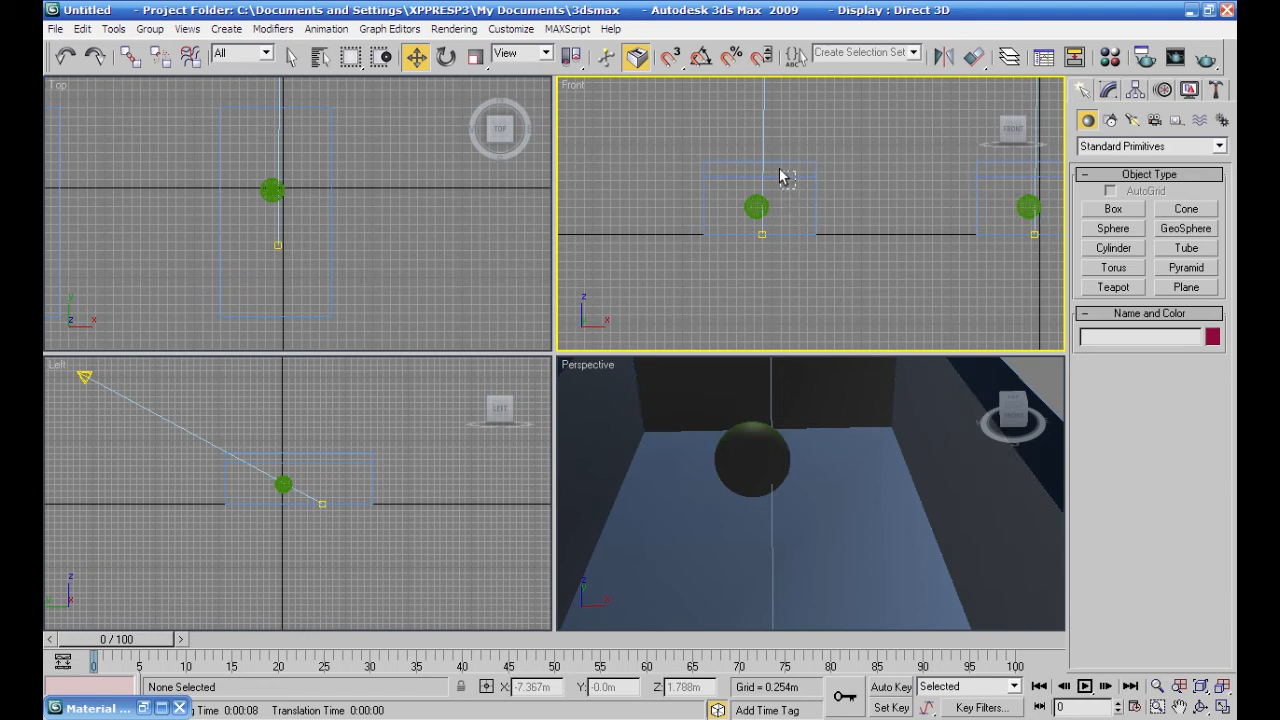 Untitled - Project Folder: C:\Documents and Settings\XPPRESP3\My Documents\3dsmax - Autodesk 3ds Max 2009 - Display : Direct 3D
File Edit Tools Group Views Create Modifiers Animation Graph Editors Rendering Customize MAXScript Help
All View 3 % ABC Create Selection Set
Top
TOP
y
z x
Front
FRONT
z
x
Left
LEFT
z
y x
Perspective
TOP
FRONT
z
y
x
Standard Primitives
Object Type
AutoGrid
Box Cone
Sphere GeoSphere
Cylinder Tube
Torus Pyramid
Teapot Plane
Name and Color
0 / 100
0 5 10 15 20 25 30 35 40 45 50 55 60 65 70 75 80 85 90 95 100
None Selected X: -7.367m Y: -0.0m Z: 1.788m Grid = 0.254m Auto Key Selected
Material ... g Time 0:00:08 Translation Time 0:00:00 Add Time Tag Set Key Key Filters... 0